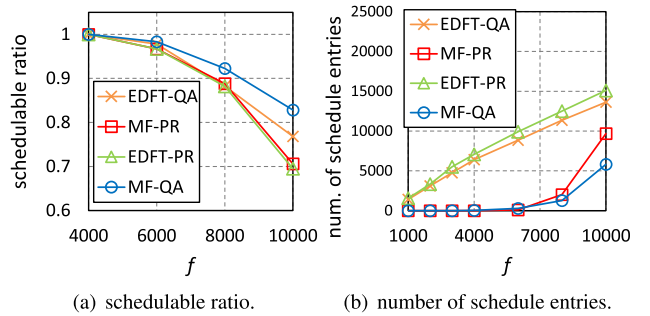 schedulable ratio
1
0.9
0.8
0.7
0.6
EDFT-QA
MF-PR
EDFT-PR
MF-QA
4000 6000 8000 10000
f
(a) schedulable ratio.
num. of schedule entries
25000
20000
15000
10000
5000
0
EDFT-QA
MF-PR
EDFT-PR
MF-QA
1000 4000 7000 10000
f
(b) number of schedule entries.